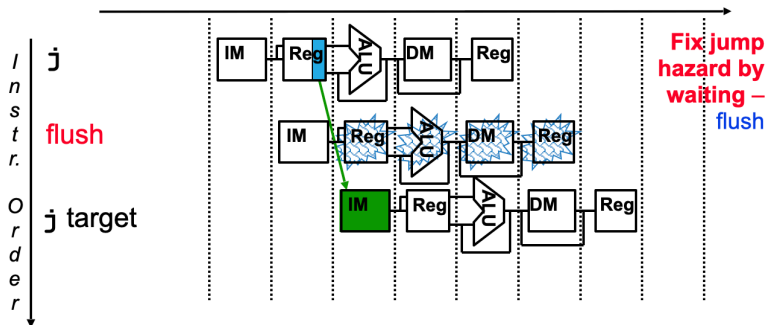 I
n
s
t
r.
O
r
d
e
r
j
IM
Reg
ALU
DM
Reg
flush
IM
Reg
ALU
DM
Reg
j target
IM
Reg
ALU
DM
Reg
Fix jump
hazard by
waiting –
flush